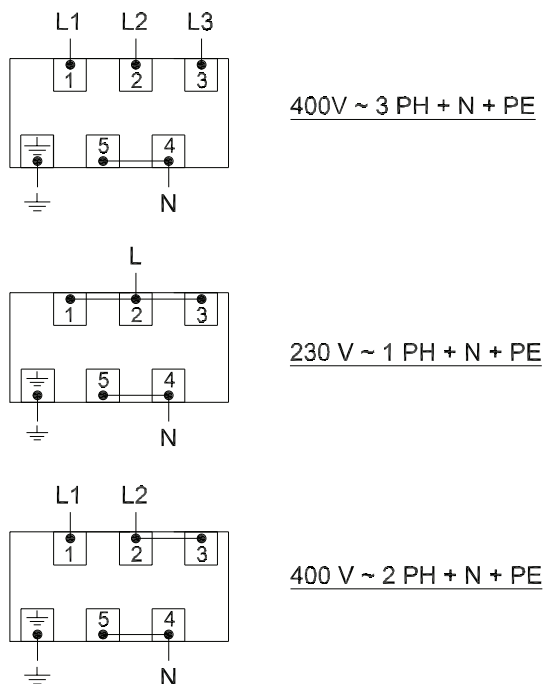 L1 L2 L3
1 2 3
400V ~ 3 PH + N + PE
5 4
N
L
1 2 3
230 V ~ 1 PH + N + PE
5 4
N
L1 L2
1 2 3
400 V ~ 2 PH + N + PE
5 4
N